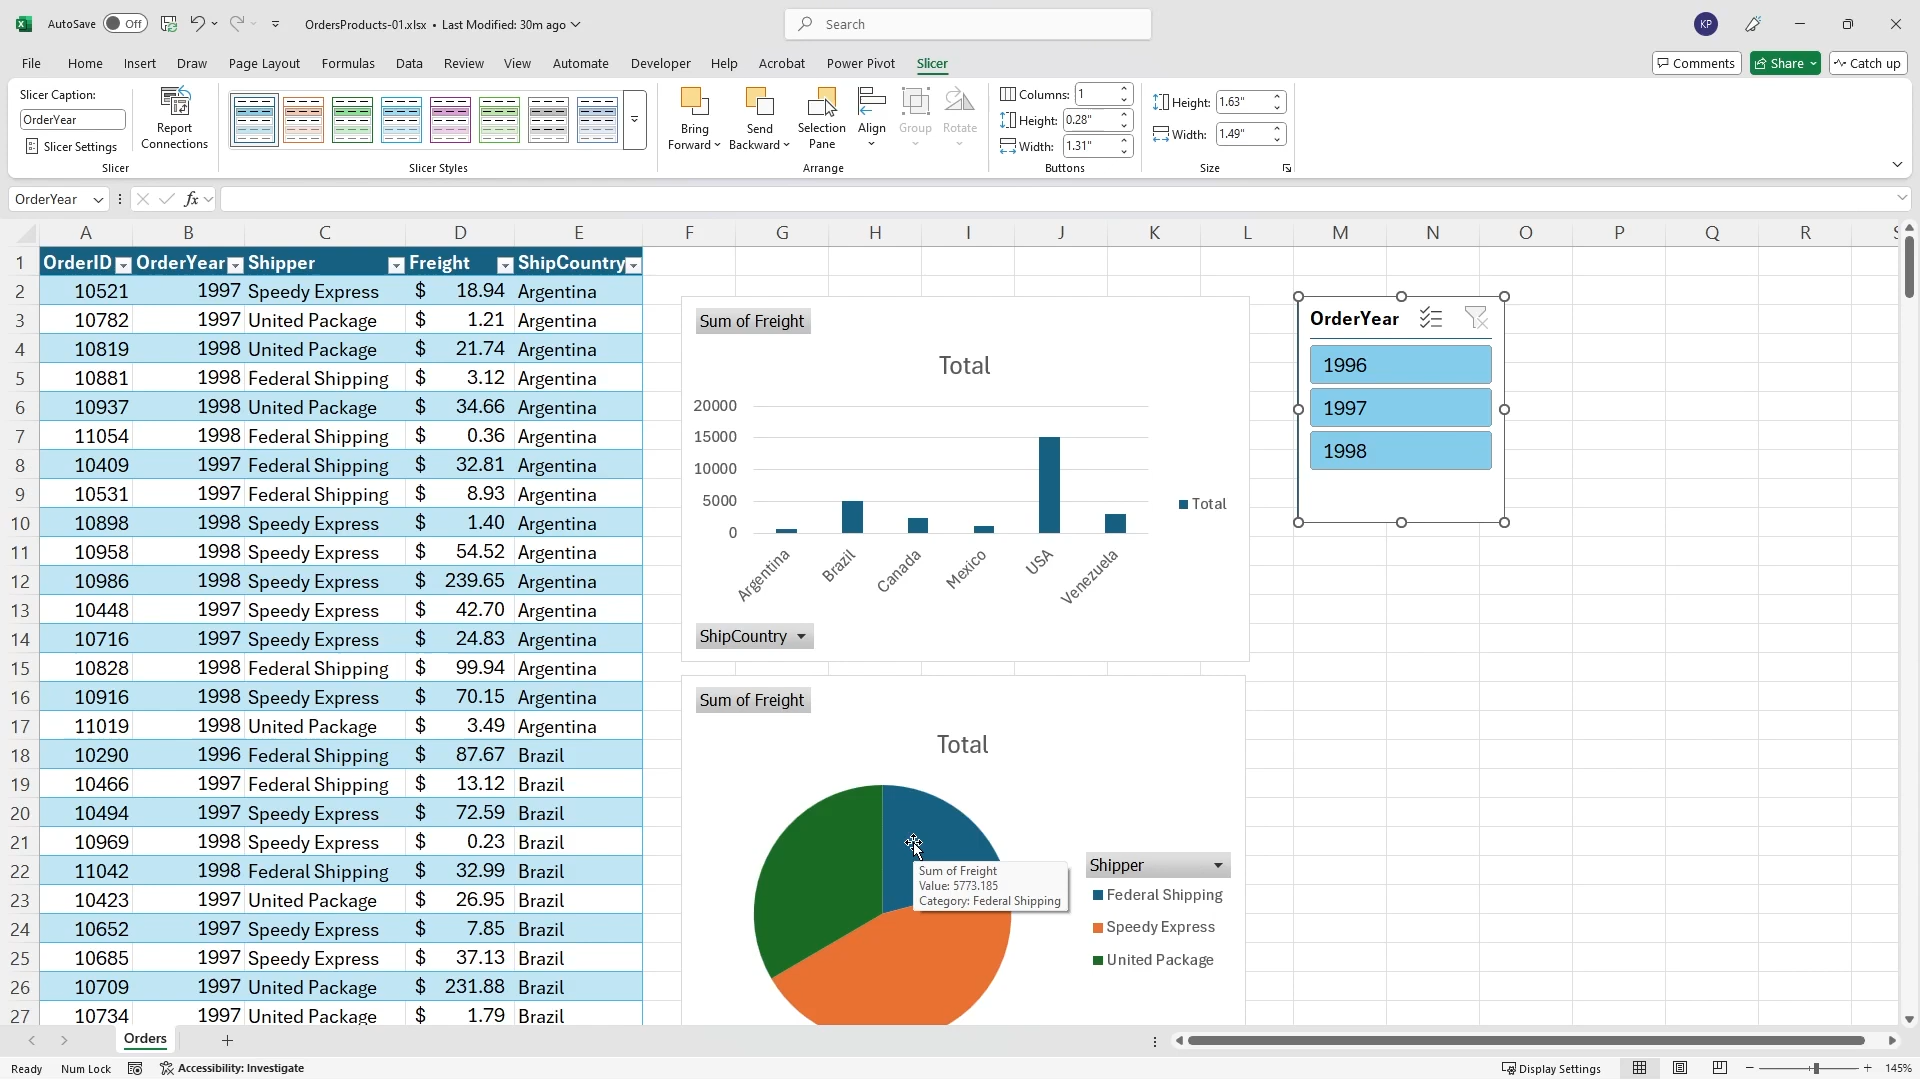 AutoSave Off OrdersProducts-01.xlsx • Last Modified: 30m ago Search KP
File Home Insert Draw Page Layout Formulas Data Review View Automate Developer Help Acrobat Power Pivot Slicer Comments Share Catch up
Slicer Caption:
OrderYear
Slicer Settings
Report
Connections
Slicer
Slicer Styles
Bring
Forward
Send
Backward
Selection
Pane
Align
Group
Rotate
Arrange
Columns: 1
Height: 0.28"
Width: 1.31"
Buttons
Height: 1.63"
Width: 1.49"
Size
OrderYear fx
A B C D E F G H I J K L M N O P Q R S
1 OrderID OrderYear Shipper Freight ShipCountry
2 10521 1997 Speedy Express $ 18.94 Argentina
3 10782 1997 United Package $ 1.21 Argentina
4 10819 1998 United Package $ 21.74 Argentina
5 10881 1998 Federal Shipping $ 3.12 Argentina
6 10937 1998 United Package $ 34.66 Argentina
7 11054 1998 Federal Shipping $ 0.36 Argentina
8 10409 1997 Federal Shipping $ 32.81 Argentina
9 10531 1997 Federal Shipping $ 8.93 Argentina
10 10898 1998 Speedy Express $ 1.40 Argentina
11 10958 1998 Speedy Express $ 54.52 Argentina
12 10986 1998 Speedy Express $ 239.65 Argentina
13 10448 1997 Speedy Express $ 42.70 Argentina
14 10716 1997 Speedy Express $ 24.83 Argentina
15 10828 1998 Federal Shipping $ 99.94 Argentina
16 10916 1998 Speedy Express $ 70.15 Argentina
17 11019 1998 United Package $ 3.49 Argentina
18 10290 1996 Federal Shipping $ 87.67 Brazil
19 10466 1997 Federal Shipping $ 13.12 Brazil
20 10494 1997 Speedy Express $ 72.59 Brazil
21 10969 1998 Speedy Express $ 0.23 Brazil
22 11042 1998 Federal Shipping $ 32.99 Brazil
23 10423 1997 United Package $ 26.95 Brazil
24 10652 1997 Speedy Express $ 7.85 Brazil
25 10685 1997 Speedy Express $ 37.13 Brazil
26 10709 1997 United Package $ 231.88 Brazil
27 10734 1997 United Package $ 1.79 Brazil
Sum of Freight
Total
20000
15000
10000
5000
0
Argentina
Brazil
Canada
Mexico
USA
Venezuela
Total
ShipCountry
Sum of Freight
Total
Sum of Freight
Value: 5773.185
Category: Federal Shipping
Shipper
Federal Shipping
Speedy Express
United Package
OrderYear
1996
1997
1998
Orders
Ready Num Lock Accessibility: Investigate Display Settings 145%